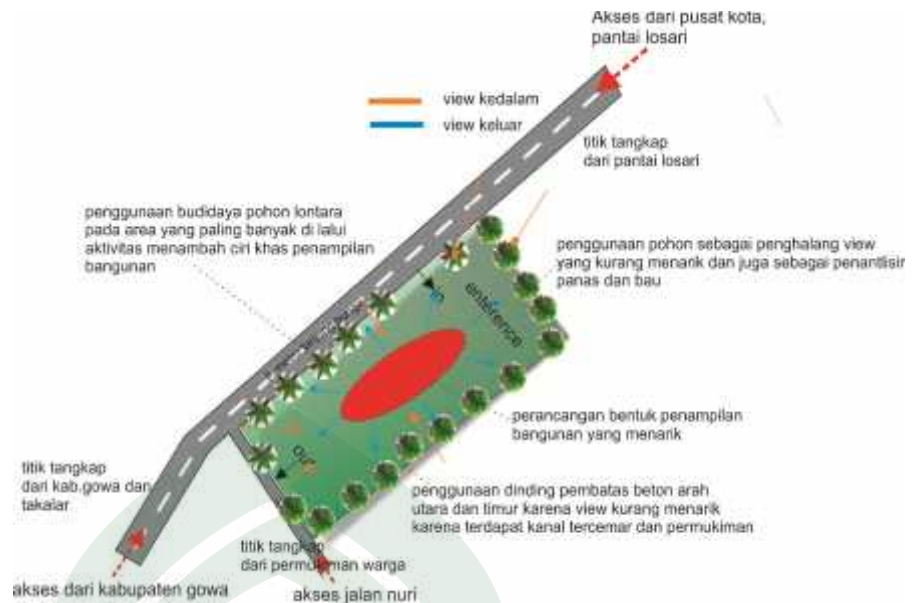 Akses dari pusat kota,
pantai losari
view kedalam
view keluar
titik tangkap
dari pantai losari
penggunaan budidaya pohon lontara
pada area yang paling banyak di lalui
aktivitas menambah ciri khas penampilan
bangunan
penggunaan pohon sebagai penghalang view
yang kurang menarik dan juga sebagai penantlisir
panas dan bau
in
enterence
perancangan bentuk penampilan
bangunan yang menarik
out
titik tangkap
dari kab.gowa dan
takalar
penggunaan dinding pembatas beton arah
utara dan timur karena view kurang menarik
karena terdapat kanal tercemar dan permukiman
titik tangkap
dari permukiman warga
akses dari kabupaten gowa
akses jalan nuri